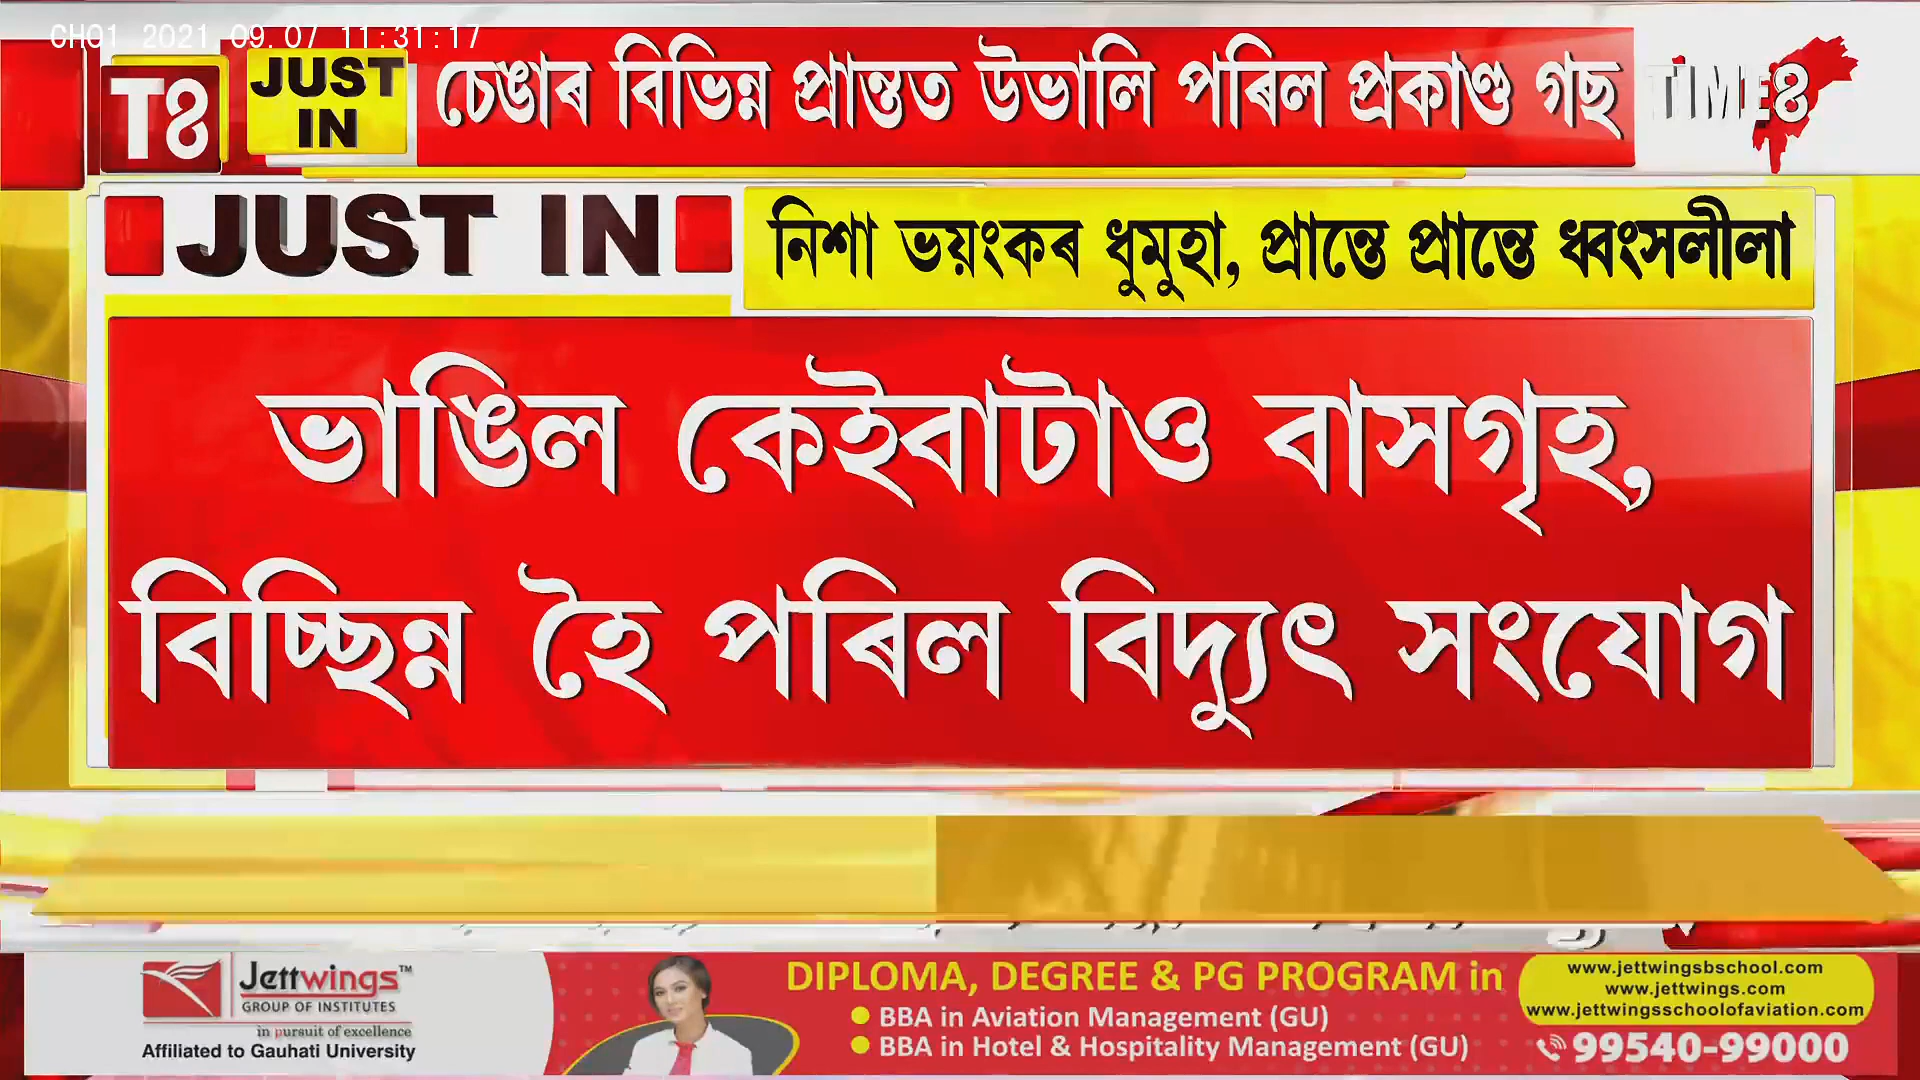 CH01 2021.09.07 11:31:17
T8
JUST IN
চেঙাৰ বিভিন্ন প্ৰান্তত উভালি পৰিল প্ৰকাণ্ড গছ
TIME8
JUST IN
নিশা ভয়ংকৰ ধুমুহা, প্ৰান্তে প্ৰান্তে ধ্বংসলীলা
ভাঙিল কেইবাটাও বাসগৃহ,
বিচ্ছিন্ন হৈ পৰিল বিদ্যুৎ সংযোগ
Jettwings™
GROUP OF INSTITUTES
in pursuit of excellence
Affiliated to Gauhati University
DIPLOMA, DEGREE & PG PROGRAM in
BBA in Aviation Management (GU)
BBA in Hotel & Hospitality Management (GU)
www.jettwingsbschool.com
www.jettwings.com
www.jettwingsschoolofaviation.com
99540-99000